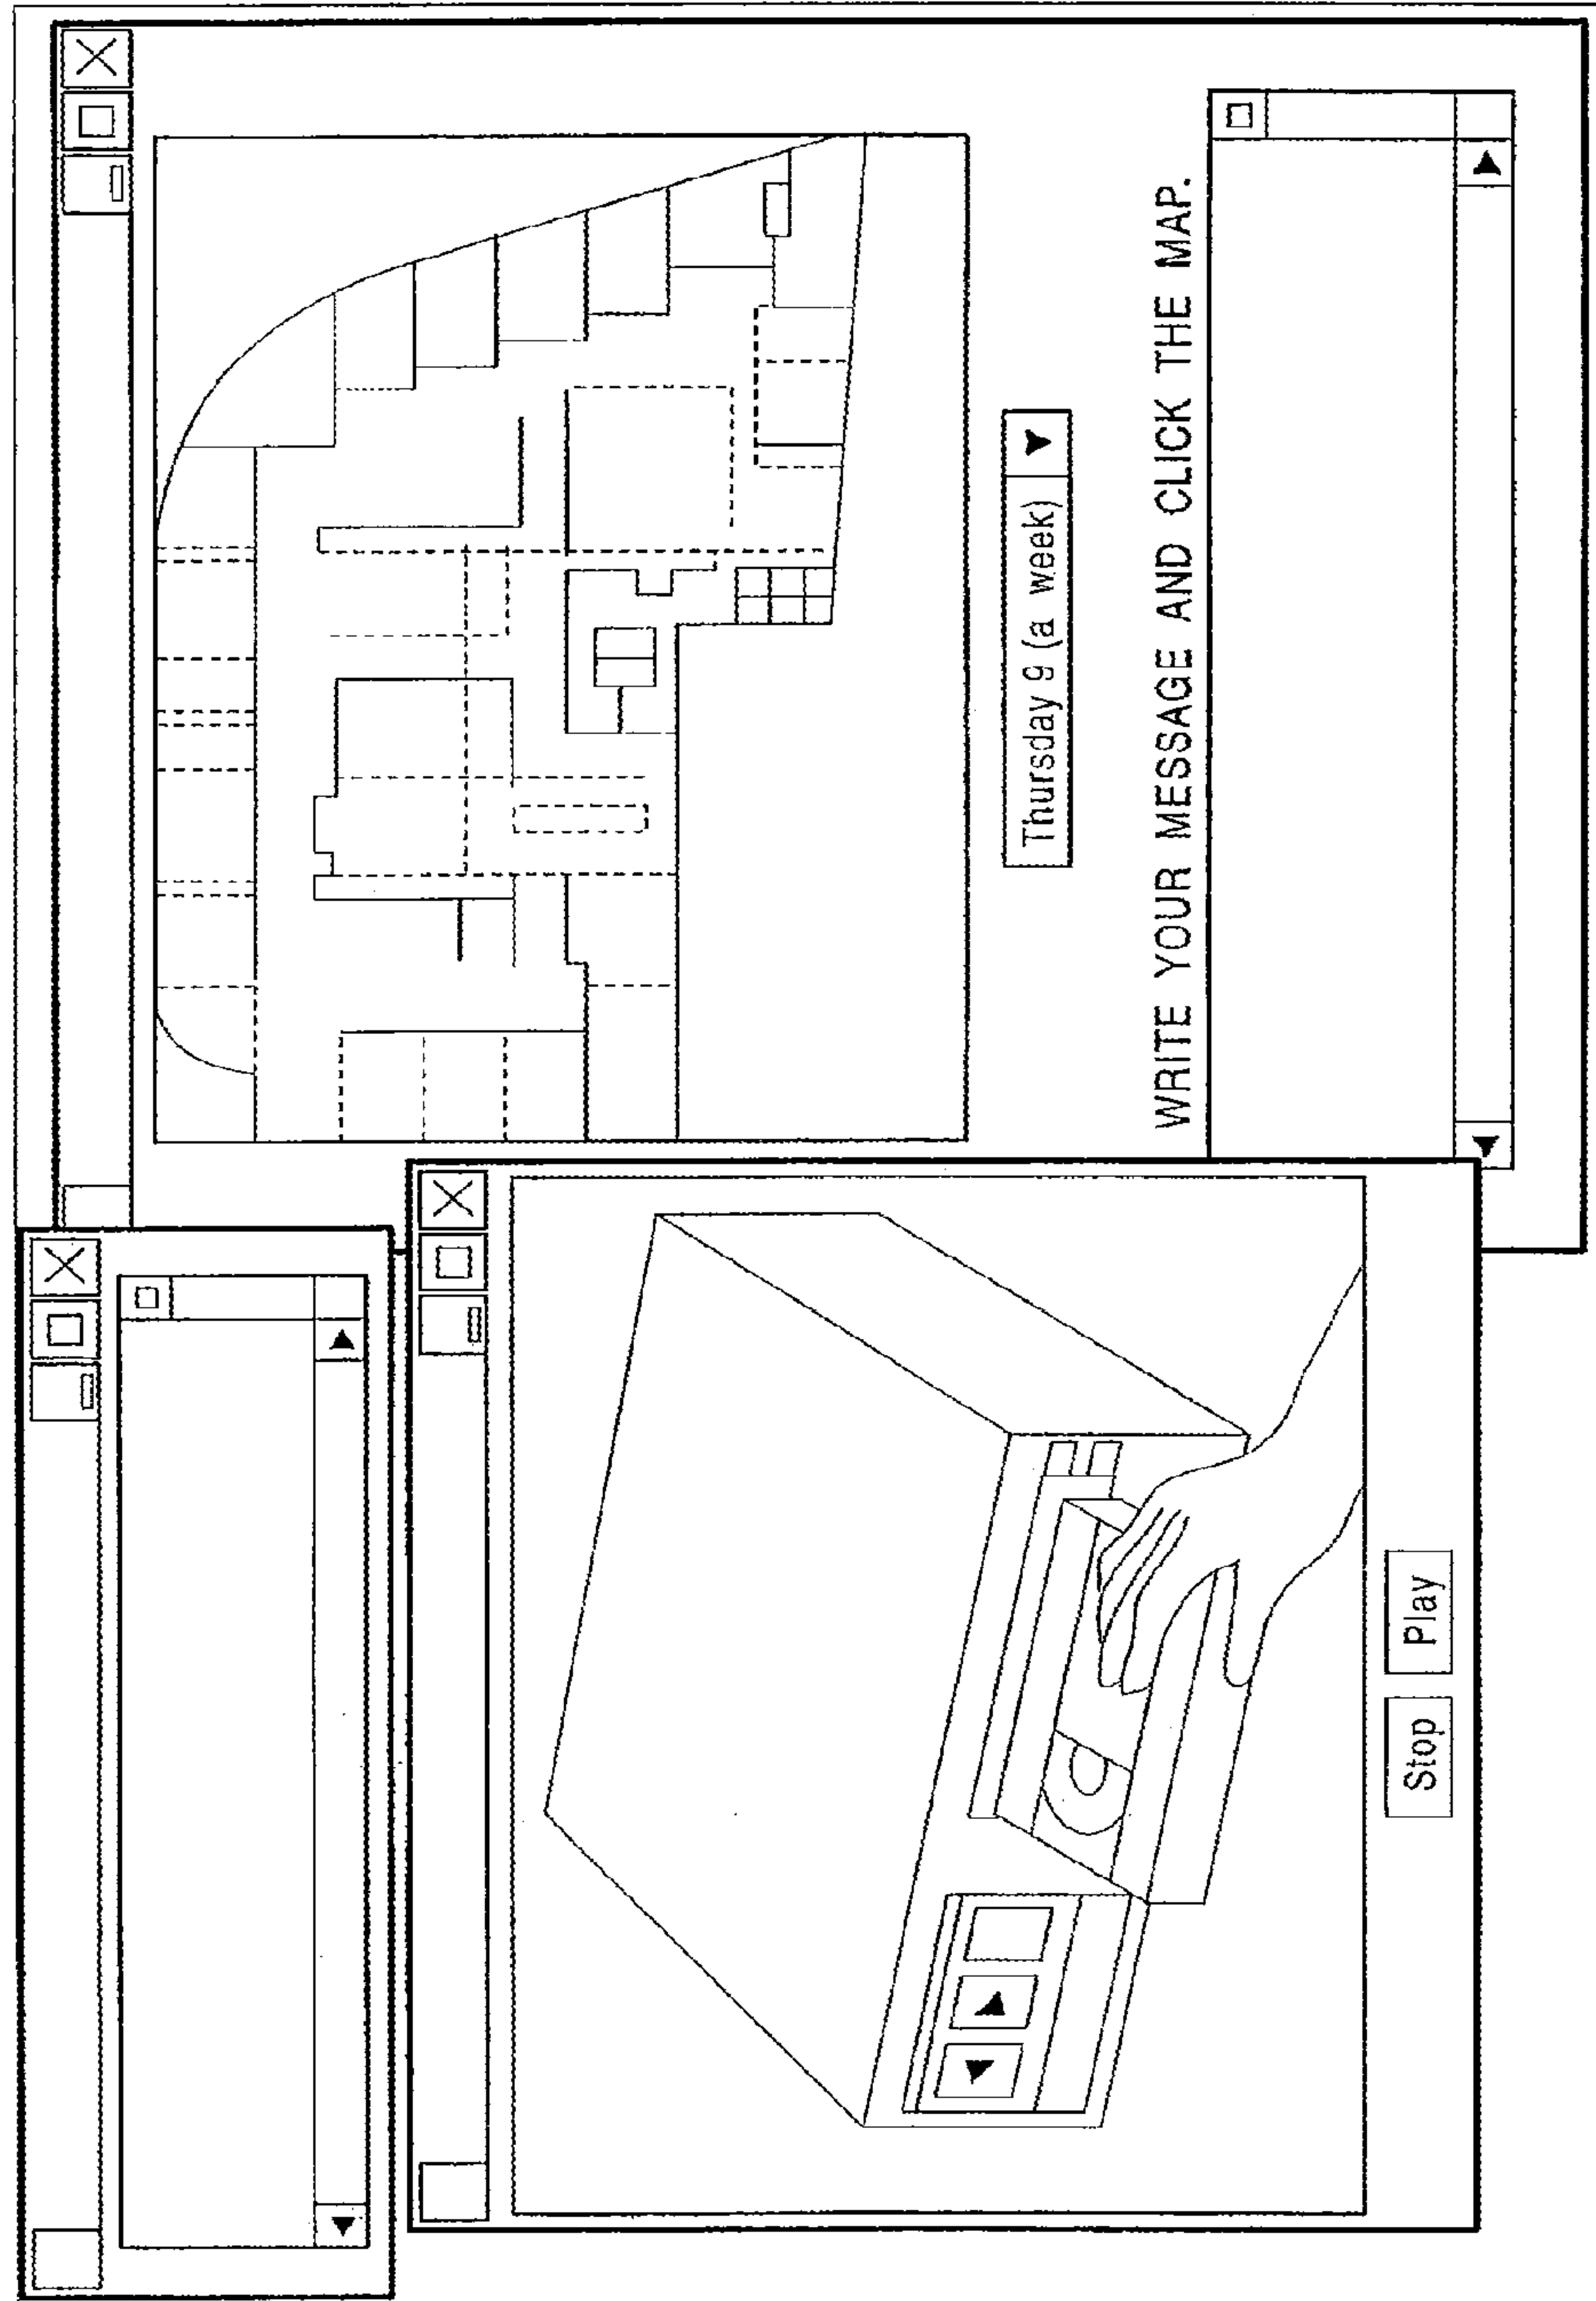 Thursday 9 (a week)
WRITE YOUR MESSAGE AND CLICK THE MAP.
Stop
Play